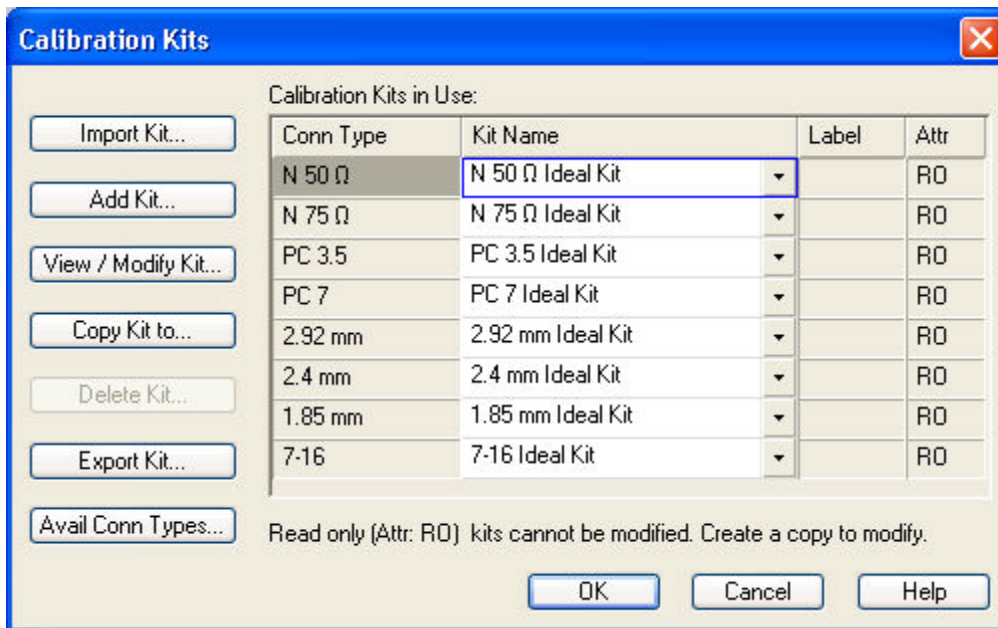 Calibration Kits
Import Kit...
Add Kit...
View / Modify Kit...
Copy Kit to...
Delete Kit...
Export Kit...
Avail Conn Types...
Calibration Kits in Use:
Conn Type Kit Name Label Attr
N 50 Ω N 50 Ω Ideal Kit RO
N 75 Ω N 75 Ω Ideal Kit RO
PC 3.5 PC 3.5 Ideal Kit RO
PC 7 PC 7 Ideal Kit RO
2.92 mm 2.92 mm Ideal Kit RO
2.4 mm 2.4 mm Ideal Kit RO
1.85 mm 1.85 mm Ideal Kit RO
7-16 7-16 Ideal Kit RO
Read only (Attr: RO) kits cannot be modified. Create a copy to modify.
OK Cancel Help